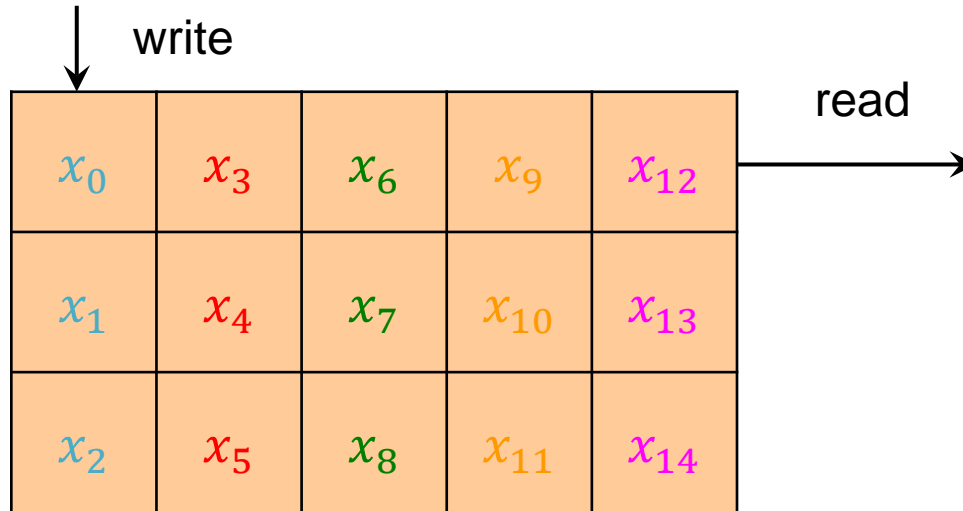 write
read
x₀ x₃ x₆ x₉ x₁₂
x₁ x₄ x₇ x₁₀ x₁₃
x₂ x₅ x₈ x₁₁ x₁₄